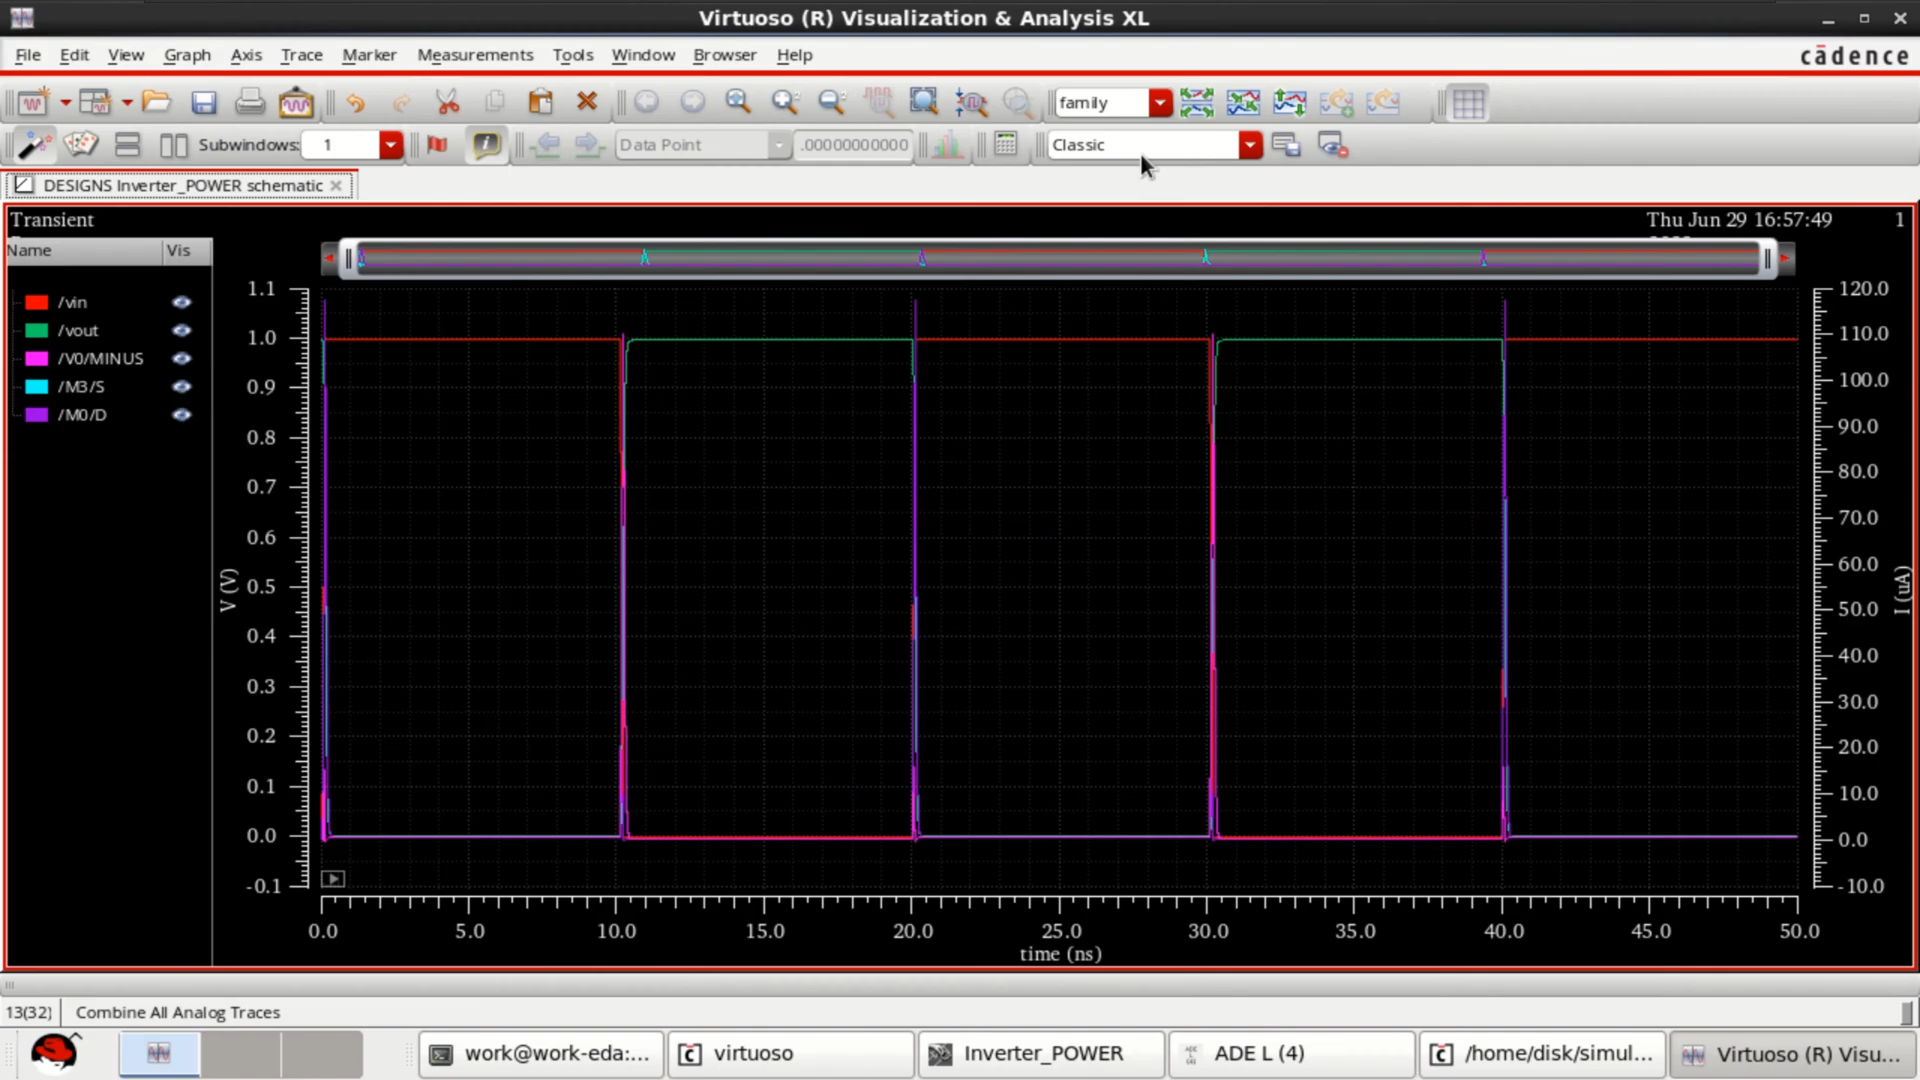 Virtuoso (R) Visualization & Analysis XL
File Edit View Graph Axis Trace Marker Measurements Tools Window Browser Help
cādence
family
Subwindows: 1 Data Point .00000000000 Classic
DESIGNS Inverter_POWER schematic
Transient Thu Jun 29 16:57:49 1
Name Vis
/vin
/vout
/V0/MINUS
/M3/S
/M0/D
V (V)
1.1
1.0
0.9
0.8
0.7
0.6
0.5
0.4
0.3
0.2
0.1
0.0
-0.1
120.0
110.0
100.0
90.0
80.0
70.0
60.0
50.0
40.0
30.0
20.0
10.0
0.0
-10.0
I (uA)
0.0 5.0 10.0 15.0 20.0 25.0 30.0 35.0 40.0 45.0 50.0
time (ns)
13(32) Combine All Analog Traces
work@work-eda:... virtuoso Inverter_POWER ADE L (4) /home/disk/simul... Virtuoso (R) Visu...